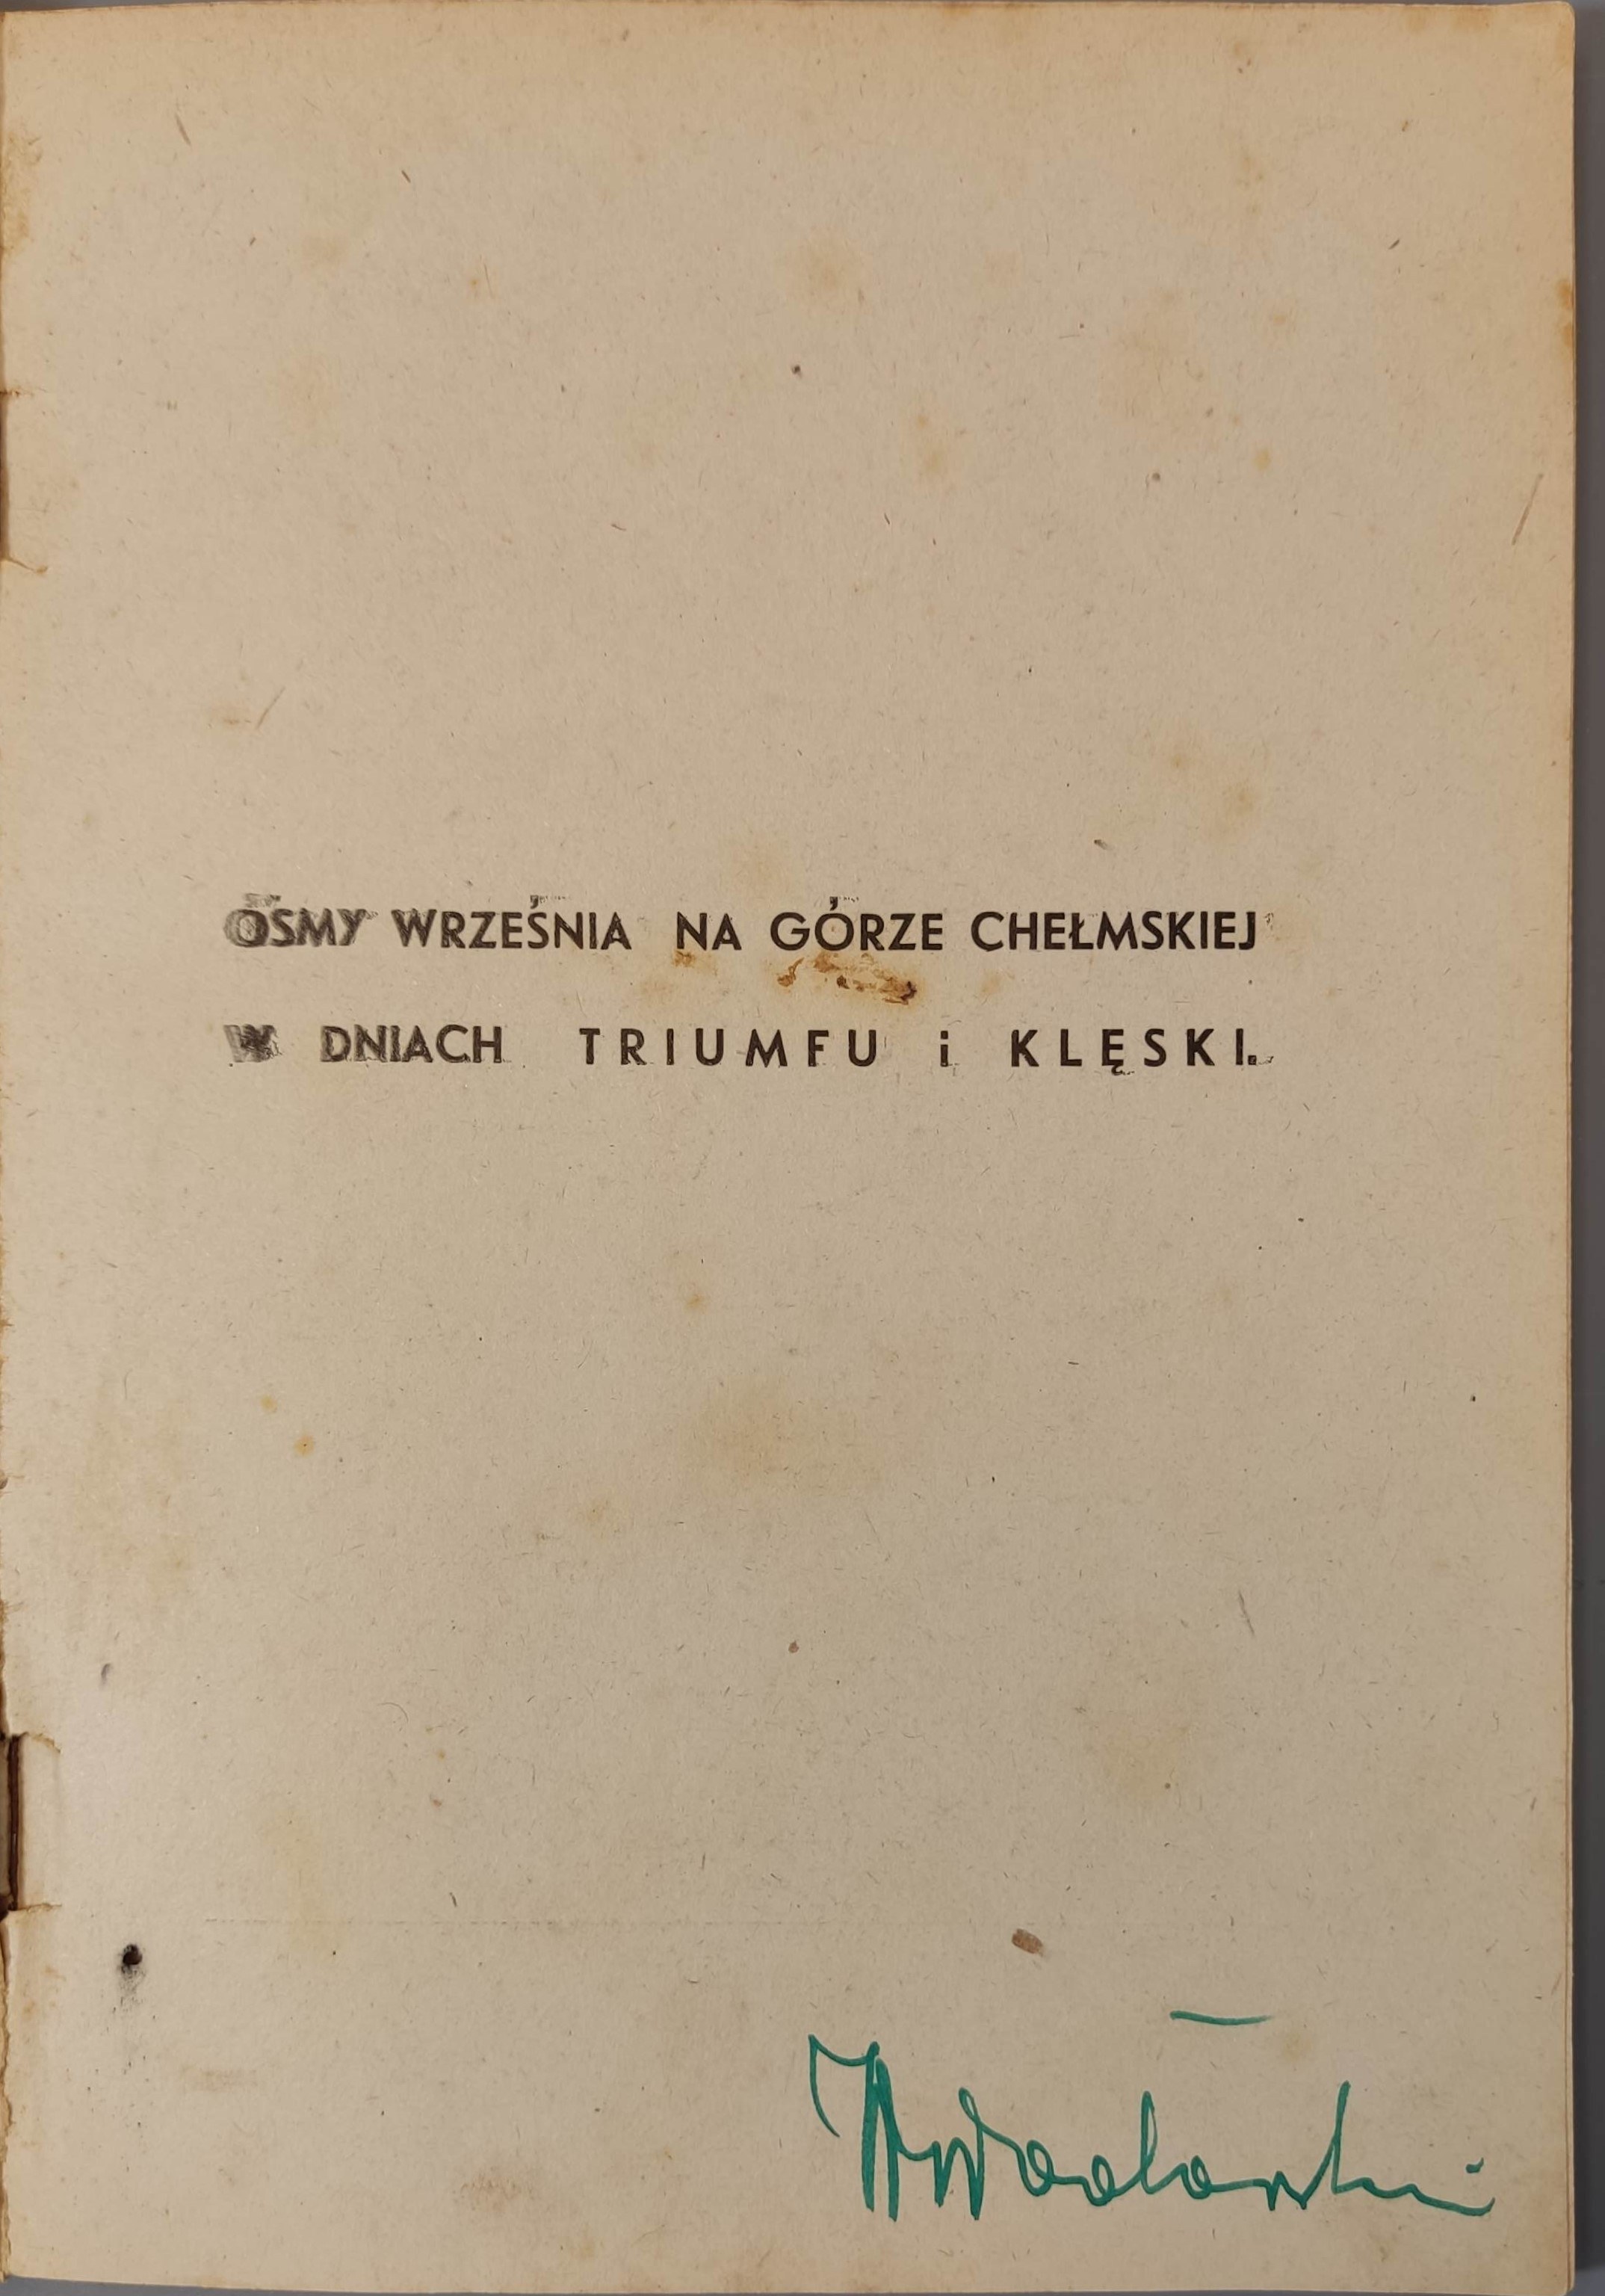 ÓSMY WRZEŚNIA NA GÓRZE CHEŁMSKIEJ
W DNIACH TRIUMFU i KLĘSKI.